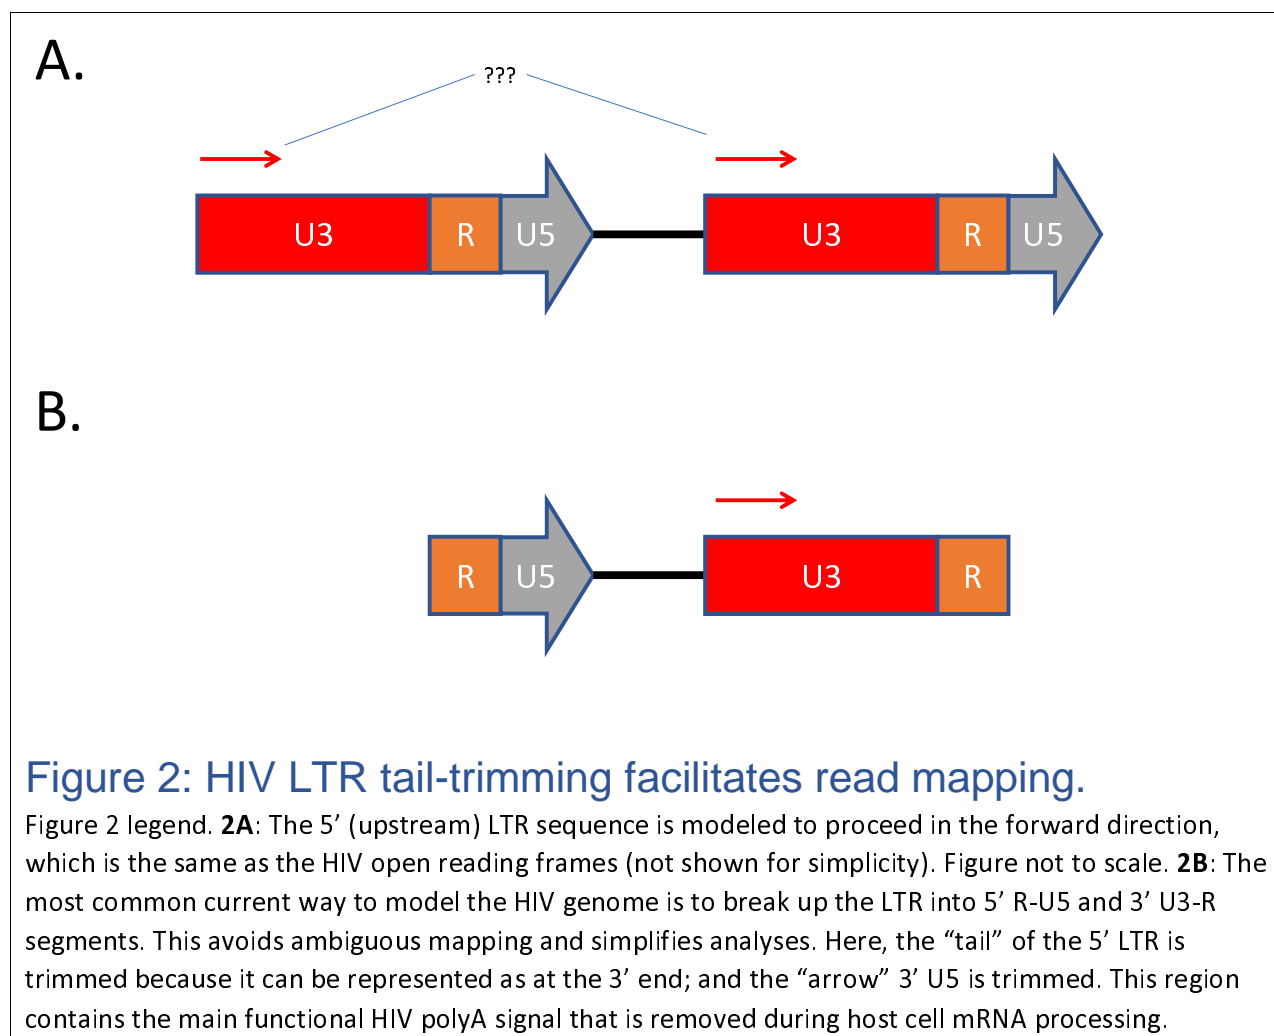 A.
???
U3 R U5 U3 R U5
B.
R U5 U3 R
Figure 2: HIV LTR tail-trimming facilitates read mapping.
Figure 2 legend. 2A: The 5’ (upstream) LTR sequence is modeled to proceed in the forward direction,
which is the same as the HIV open reading frames (not shown for simplicity). Figure not to scale. 2B: The
most common current way to model the HIV genome is to break up the LTR into 5’ R-U5 and 3’ U3-R
segments. This avoids ambiguous mapping and simplifies analyses. Here, the “tail” of the 5’ LTR is
trimmed because it can be represented as at the 3’ end; and the “arrow” 3’ U5 is trimmed. This region
contains the main functional HIV polyA signal that is removed during host cell mRNA processing.